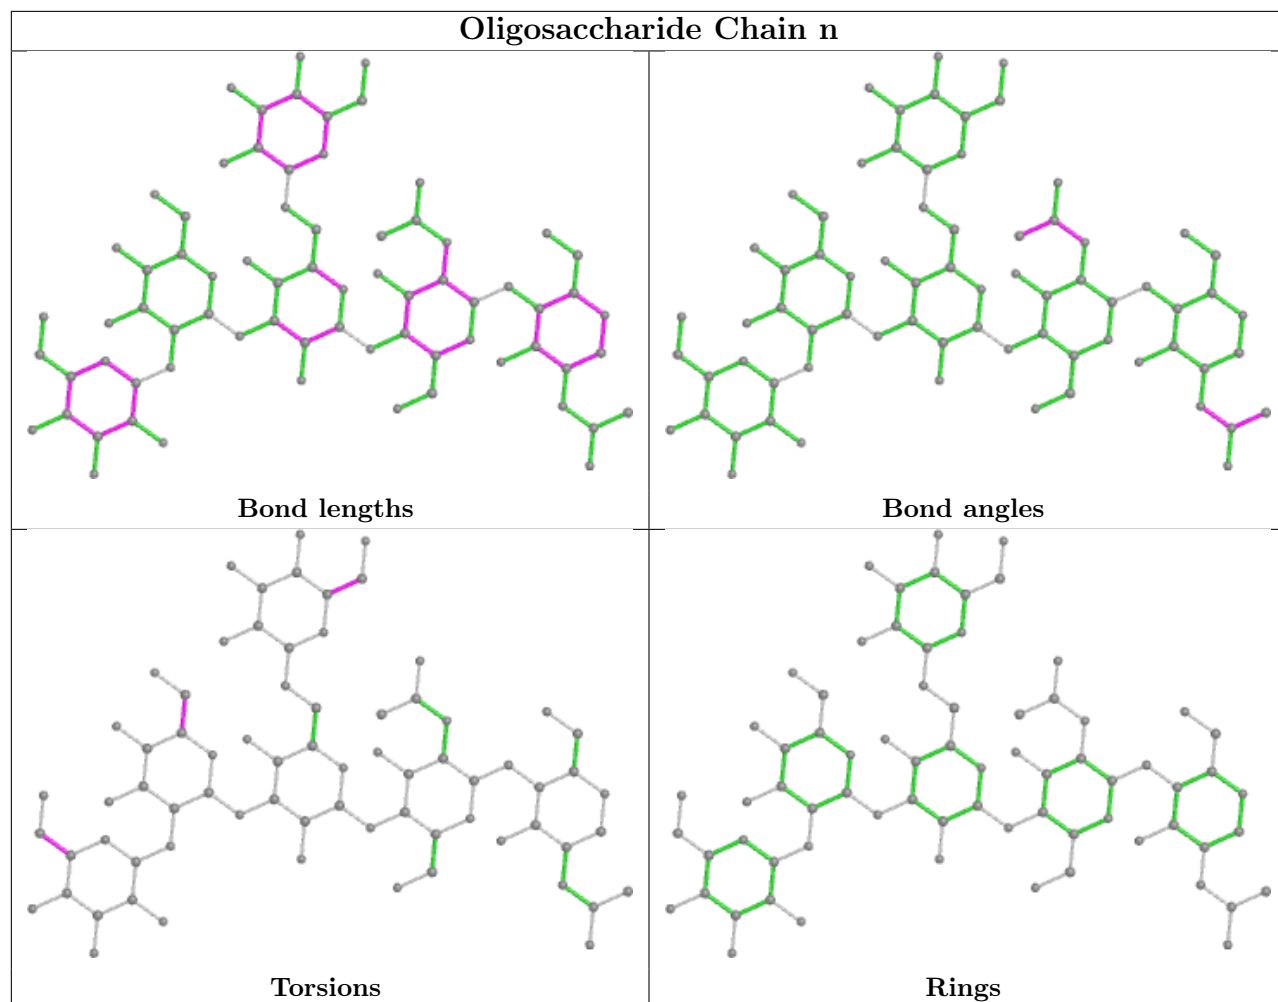 Oligosaccharide Chain n
Bond lengths
Bond angles
Torsions
Rings